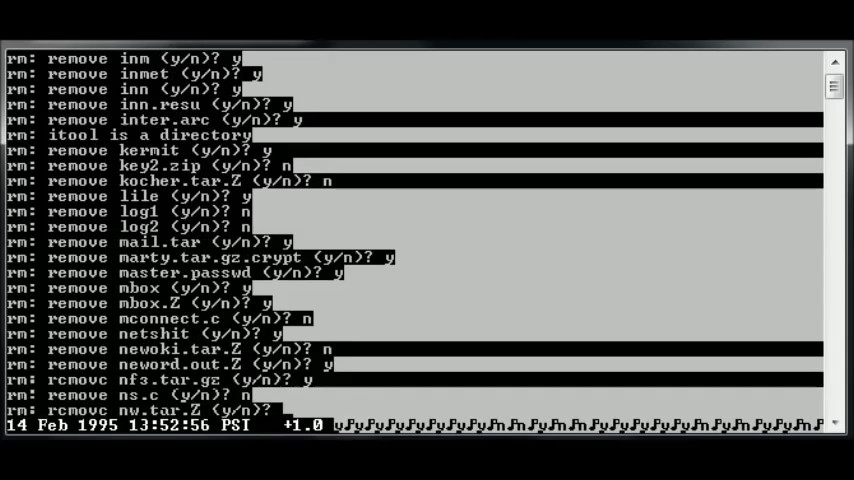 rm: remove inm (y/n)? y
rm: remove inmet (y/n)? y
rm: remove inn (y/n)? y
rm: remove inn.resu (y/n)? y
rm: remove inter.arc (y/n)? y
rm: itool is a directory
rm: remove kermit (y/n)? y
rm: remove key2.zip (y/n)? n
rm: remove kocher.tar.Z (y/n)? n
rm: remove lile (y/n)? y
rm: remove log1 (y/n)? n
rm: remove log2 (y/n)? n
rm: remove mail.tar (y/n)? y
rm: remove marty.tar.gz.crypt (y/n)? y
rm: remove master.passwd (y/n)? y
rm: remove mbox (y/n)? y
rm: remove mbox.Z (y/n)? y
rm: remove mconnect.c (y/n)? n
rm: remove netshit (y/n)? y
rm: remove newoki.tar.Z (y/n)? n
rm: remove neword.out.Z (y/n)? y
rm: remove nf3.tar.gz (y/n)? y
rm: remove ns.c (y/n)? n
rm: remove nw.tar.Z (y/n)? _
14 Feb 1995 13:52:56 PST +1.0